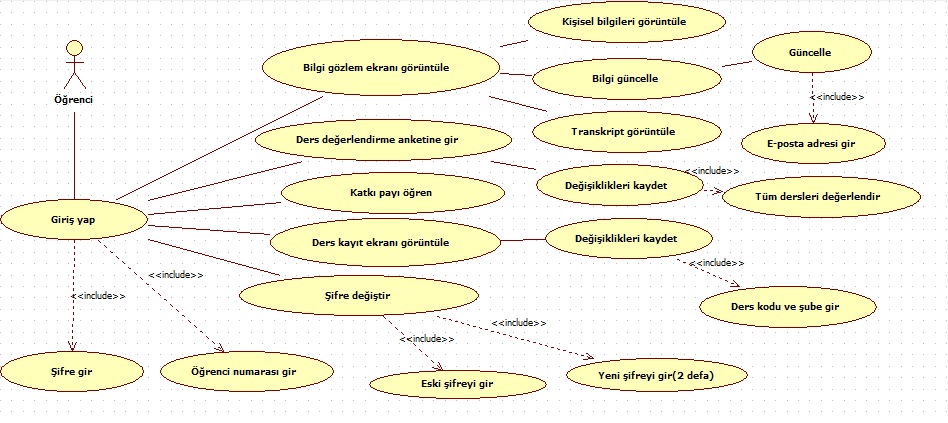 Kişisel bilgileri görüntüle
Güncelle
Bilgi gözlem ekranı görüntüle
Bilgi güncelle
Öğrenci
<<include>>
Transkript görüntüle
Ders değerlendirme anketine gir
E-posta adresi gir
<<include>>
Değişiklikleri kaydet
Katkı payı öğren
Tüm dersleri değerlendir
Giriş yap
Ders kayıt ekranı görüntüle
Değişiklikleri kaydet
<<include>>
<<include>>
<<include>>
Şifre değiştir
Ders kodu ve şube gir
<<include>>
<<include>>
Şifre gir
Öğrenci numarası gir
Eski şifreyi gir
Yeni şifreyi gir(2 defa)